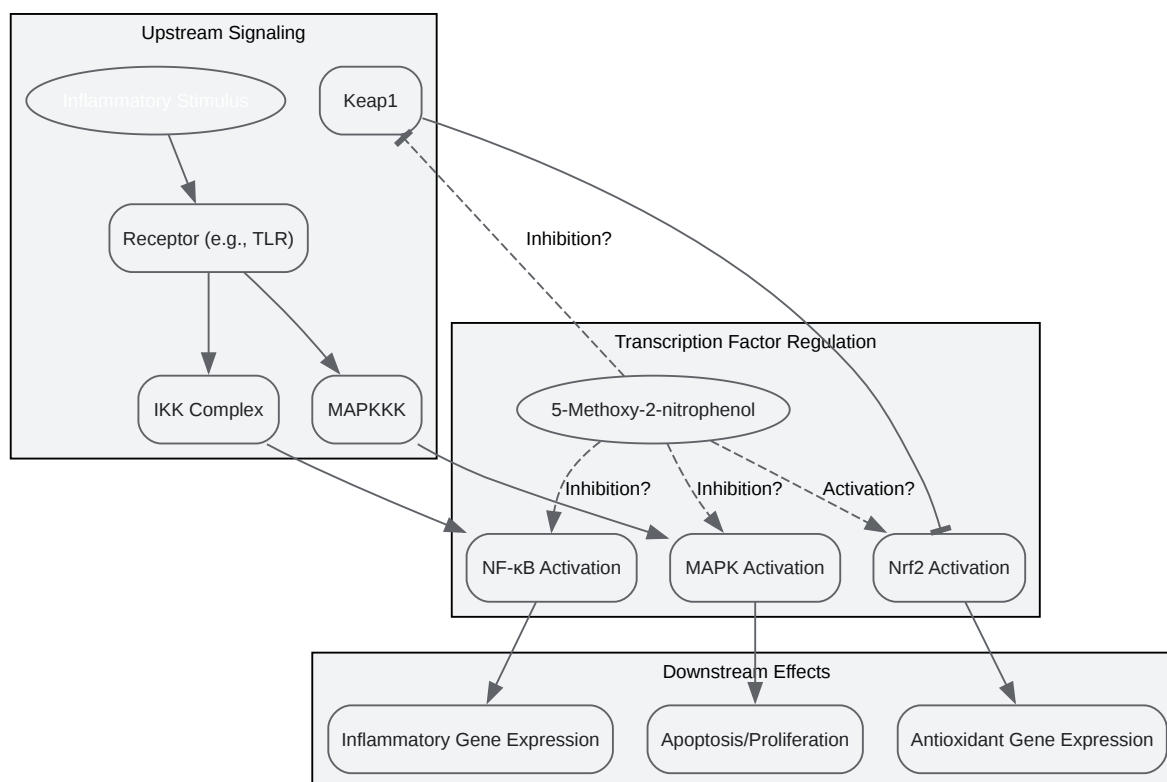 Upstream Signaling
Inflammatory Stimulus
Keap1
Receptor (e.g., TLR)
Inhibition?
Transcription Factor Regulation
IKK Complex
MAPKKK
5-Methoxy-2-nitrophenol
Inhibition?
Inhibition?
Activation?
NF-κB Activation
MAPK Activation
Nrf2 Activation
Downstream Effects
Inflammatory Gene Expression
Apoptosis/Proliferation
Antioxidant Gene Expression